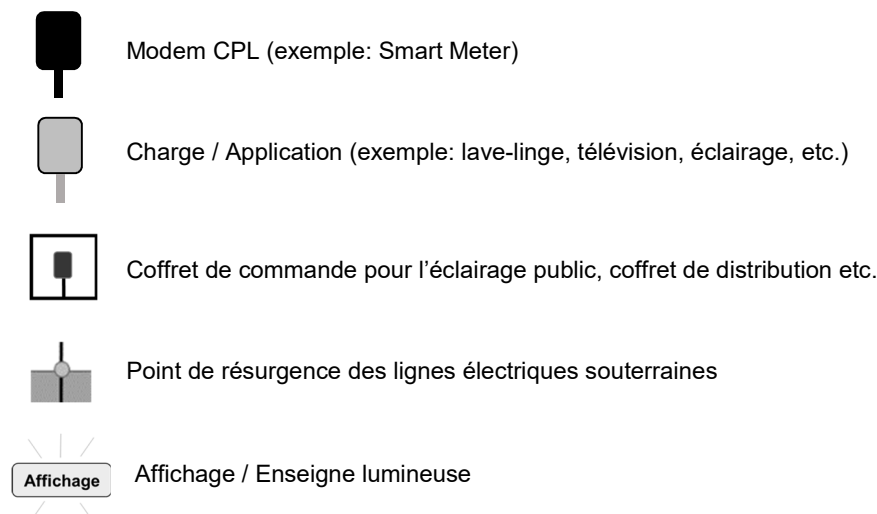 Modem CPL (exemple: Smart Meter)
Charge / Application (exemple: lave-linge, télévision, éclairage, etc.)
Coffret de commande pour l’éclairage public, coffret de distribution etc.
Point de résurgence des lignes électriques souterraines
Affichage Affichage / Enseigne lumineuse